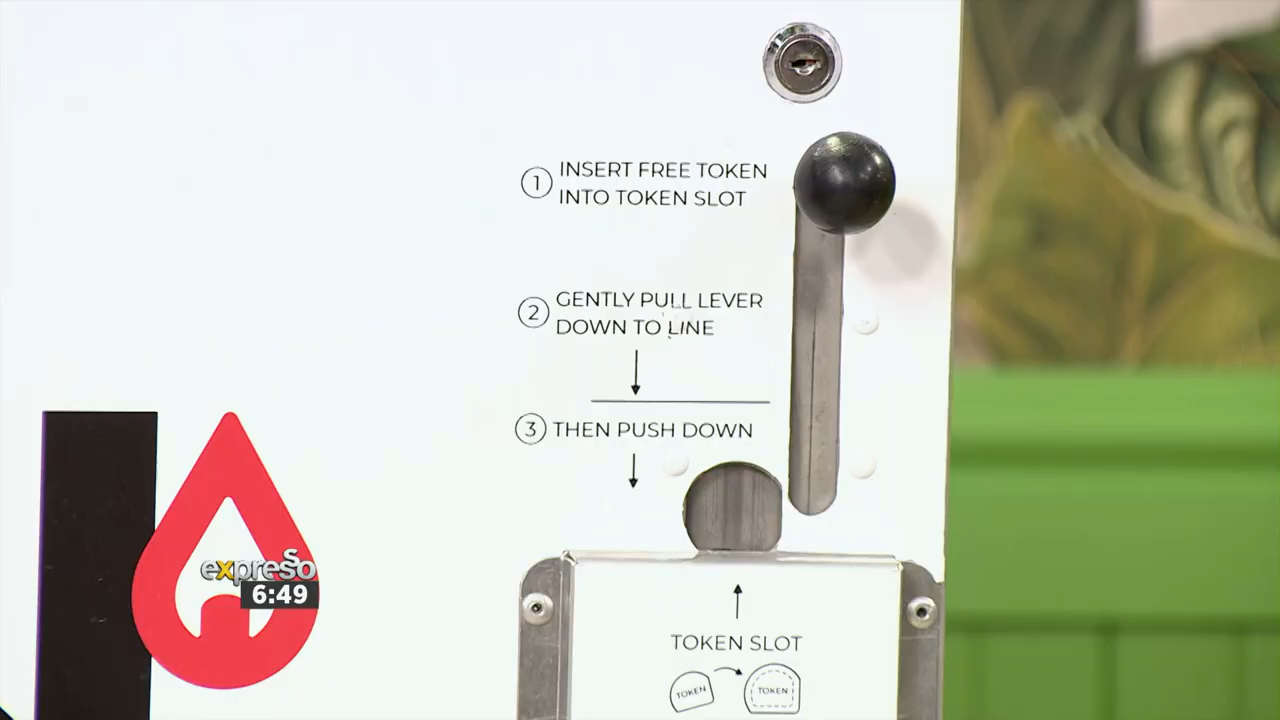 1 INSERT FREE TOKEN
INTO TOKEN SLOT
2 GENTLY PULL LEVER
DOWN TO LINE
3 THEN PUSH DOWN
expresso
6:49
TOKEN SLOT
TOKEN TOKEN